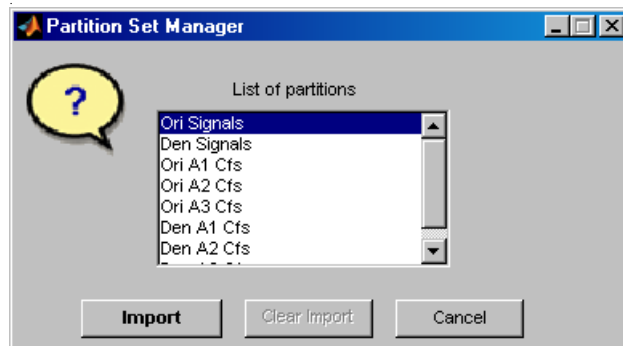 Partition Set Manager
?
List of partitions
Ori Signals
Den Signals
Ori A1 Cfs
Ori A2 Cfs
Ori A3 Cfs
Den A1 Cfs
Den A2 Cfs
Import
Clear Import
Cancel